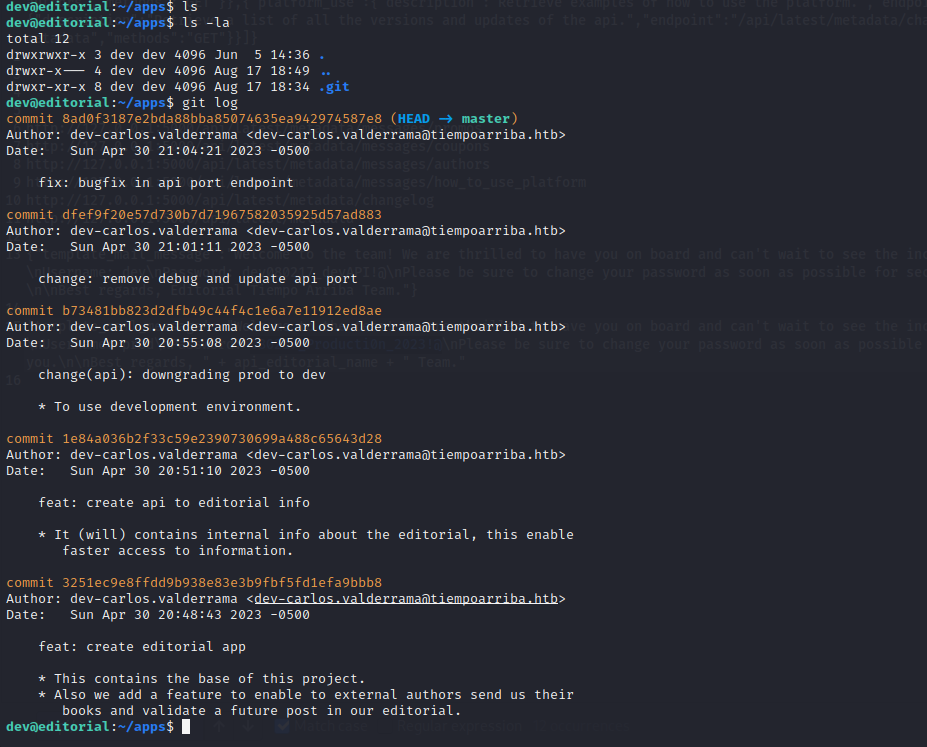 dev@editorial:~/apps$ ls
dev@editorial:~/apps$ ls -la
total 12
drwxrwxr-x 3 dev dev 4096 Jun  5 14:36 .
drwxr-x--- 4 dev dev 4096 Aug 17 18:49 ..
drwxr-xr-x 8 dev dev 4096 Aug 17 18:34 .git
dev@editorial:~/apps$ git log
commit 8ad0f3187e2bda88bba85074635ea942974587e8 (HEAD -> master)
Author: dev-carlos.valderrama <dev-carlos.valderrama@tiempoarriba.htb>
Date:   Sun Apr 30 21:04:21 2023 -0500

    fix: bugfix in api port endpoint

commit dfef9f20e57d730b7d71967582035925d57ad883
Author: dev-carlos.valderrama <dev-carlos.valderrama@tiempoarriba.htb>
Date:   Sun Apr 30 21:01:11 2023 -0500

    change: remove debug and update api port

commit b73481bb823d2dfb49c44f4c1e6a7e11912ed8ae
Author: dev-carlos.valderrama <dev-carlos.valderrama@tiempoarriba.htb>
Date:   Sun Apr 30 20:55:08 2023 -0500

    change(api): downgrading prod to dev

    * To use development environment.

commit 1e84a036b2f33c59e2390730699a488c65643d28
Author: dev-carlos.valderrama <dev-carlos.valderrama@tiempoarriba.htb>
Date:   Sun Apr 30 20:51:10 2023 -0500

    feat: create api to editorial info

    * It (will) contains internal info about the editorial, this enable
       faster access to information.

commit 3251ec9e8ffdd9b938e83e3b9fbf5fd1efa9bbb8
Author: dev-carlos.valderrama <dev-carlos.valderrama@tiempoarriba.htb>
Date:   Sun Apr 30 20:48:43 2023 -0500

    feat: create editorial app

    * This contains the base of this project.
    * Also we add a feature to enable to external authors send us their
       books and validate a future post in our editorial.
dev@editorial:~/apps$